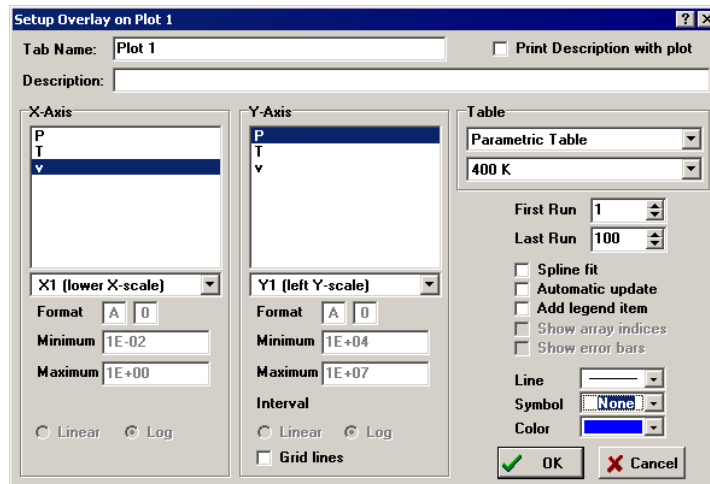 Setup Overlay on Plot 1
Tab Name: Plot 1
Print Description with plot
Description:
X-Axis
P
T
v
X1 (lower X-scale)
Format A 0
Minimum 1E-02
Maximum 1E+00
Linear Log
Y-Axis
P
T
v
Y1 (left Y-scale)
Format A 0
Minimum 1E+04
Maximum 1E+07
Interval
Linear Log
Grid lines
Table
Parametric Table
400 K
First Run 1
Last Run 100
Spline fit
Automatic update
Add legend item
Show array indices
Show error bars
Line
Symbol None
Color
OK Cancel